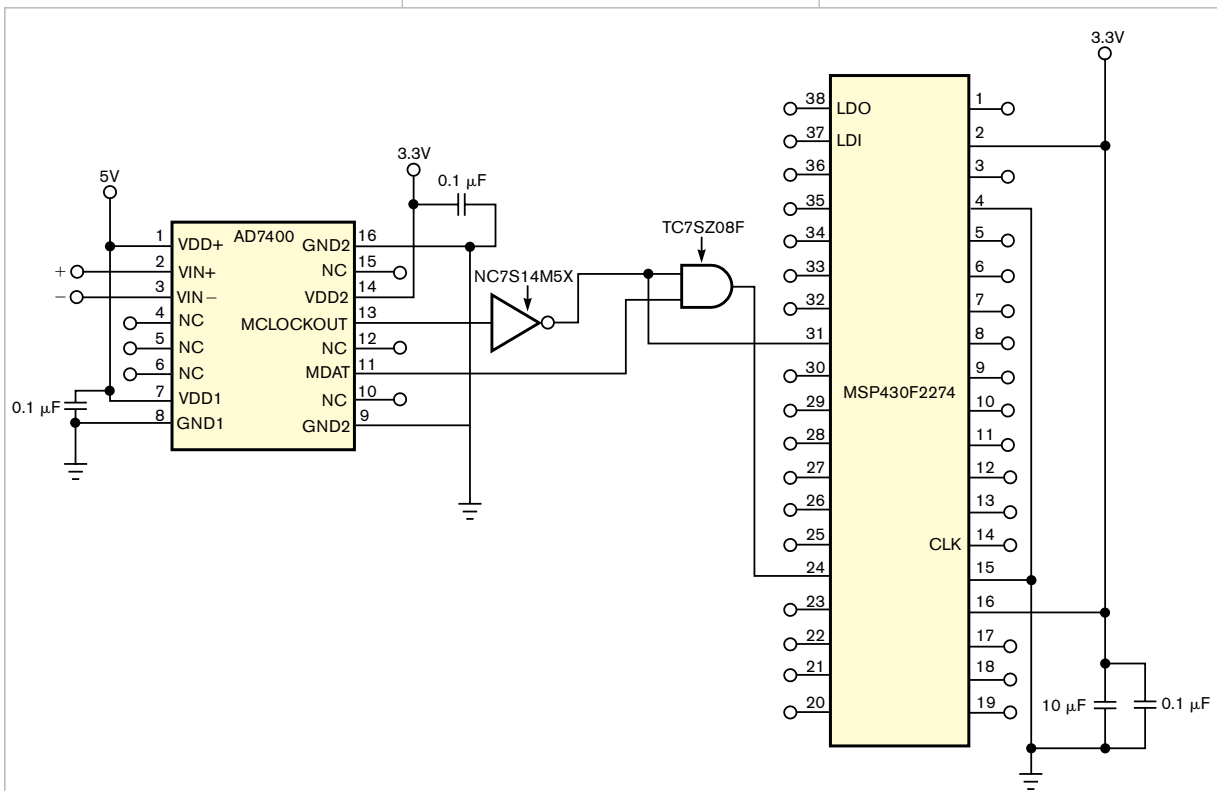 5V
3.3V
0.1 µF
AD7400
1 VDD+
2 VIN+
3 VIN−
4 NC
5 NC
6 NC
7 VDD1
8 GND1
+
−
0.1 µF
GND2 16
NC 15
VDD2 14
MCLOCKOUT 13
NC 12
MDAT 11
NC 10
GND2 9
NC7S14M5X
TC7SZ08F
MSP430F2274
38 LDO
37 LDI
36
35
34
33
32
31
30
29
28
27
26
25
24
23
22
21
20
1
2
3
4
5
6
7
8
9
10
11
12
13
CLK 14
15
16
17
18
19
3.3V
10 µF
0.1 µF